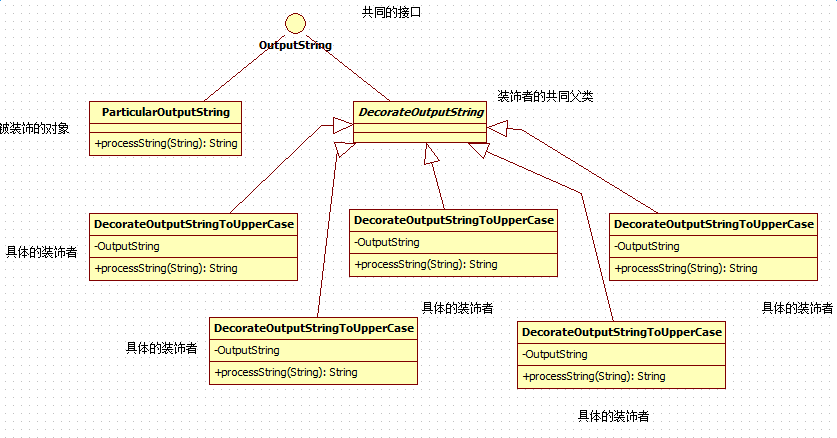 共同的接口
OutputString
ParticularOutputString
+processString(String): String
被装饰的对象
DecorateOutputString
装饰者的共同父类
DecorateOutputStringToUpperCase
-OutputString
+processString(String): String
具体的装饰者
DecorateOutputStringToUpperCase
-OutputString
+processString(String): String
具体的装饰者
DecorateOutputStringToUpperCase
-OutputString
+processString(String): String
具体的装饰者
DecorateOutputStringToUpperCase
-OutputString
+processString(String): String
具体的装饰者
DecorateOutputStringToUpperCase
-OutputString
+processString(String): String
具体的装饰者